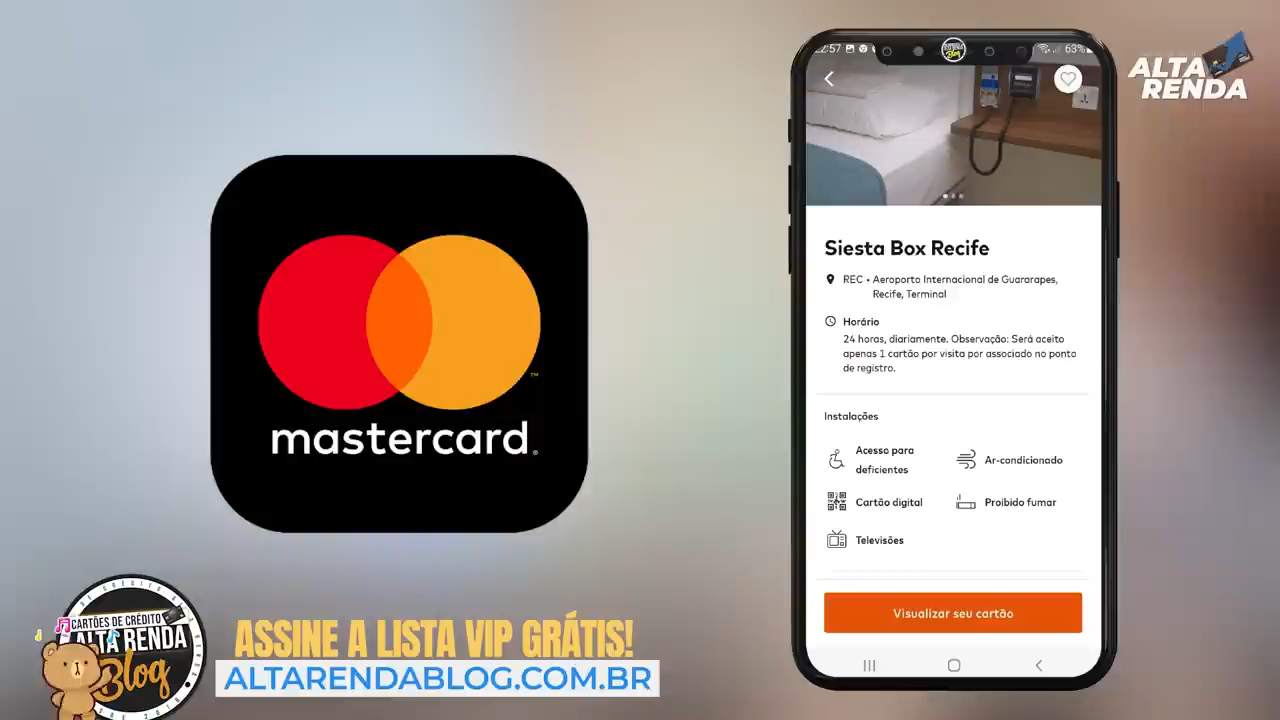 mastercard.
22:57
63%
ALTA
RENDA
Siesta Box Recife
REC • Aeroporto Internacional de Guararapes,
Recife, Terminal
Horário
24 horas, diariamente. Observação: Será aceito
apenas 1 cartão por visita por associado no ponto
de registro.
Instalações
Acesso para
deficientes
Ar-condicionado
Cartão digital
Proibido fumar
Televisões
Visualizar seu cartão
CARTÕES DE CRÉDITO
ALTA RENDA
Blog
ASSINE A LISTA VIP GRÁTIS!
ALTARENDABLOG.COM.BR